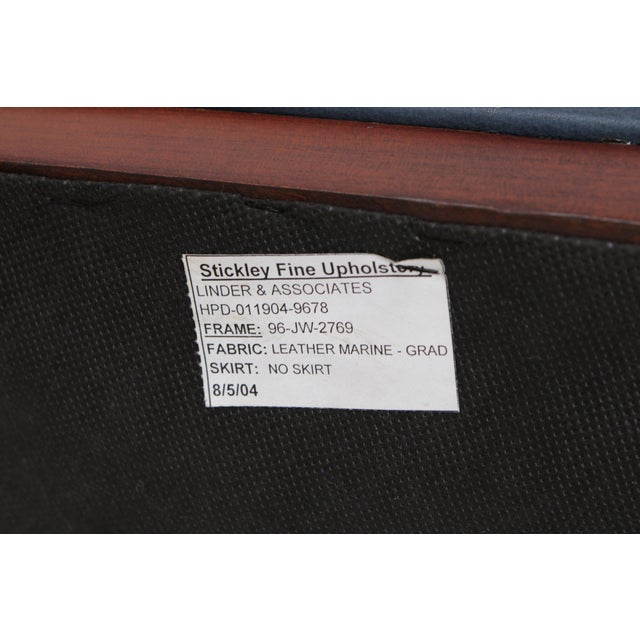 Stickley Fine Upholstery
LINDER & ASSOCIATES
HPD-011904-9678
FRAME: 96-JW-2769
FABRIC: LEATHER MARINE - GRAD
SKIRT: NO SKIRT
8/5/04